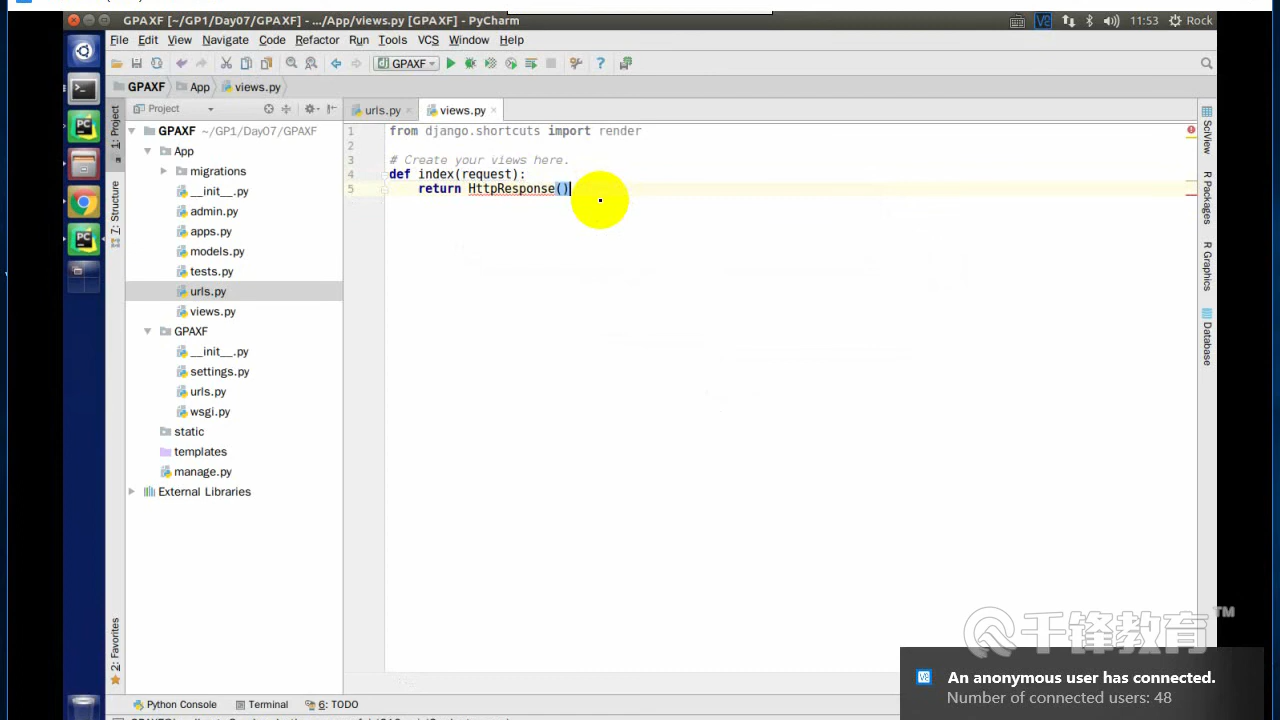 GPAXF [~/GP1/Day07/GPAXF] - .../App/views.py [GPAXF] - PyCharm
11:53 Rock
File Edit View Navigate Code Refactor Run Tools VCS Window Help
GPAXF
GPAXF App views.py
Project
urls.py views.py
1: Project
7: Structure
2: Favorites
GPAXF ~/GP1/Day07/GPAXF
App
migrations
__init__.py
admin.py
apps.py
models.py
tests.py
urls.py
views.py
GPAXF
__init__.py
settings.py
urls.py
wsgi.py
static
templates
manage.py
External Libraries
1 from django.shortcuts import render
2
3 # Create your views here.
4 def index(request):
5 return HttpResponse()
SciView
R Packages
R Graphics
Database
千锋教育™
An anonymous user has connected.
Number of connected users: 48
Python Console Terminal 6: TODO